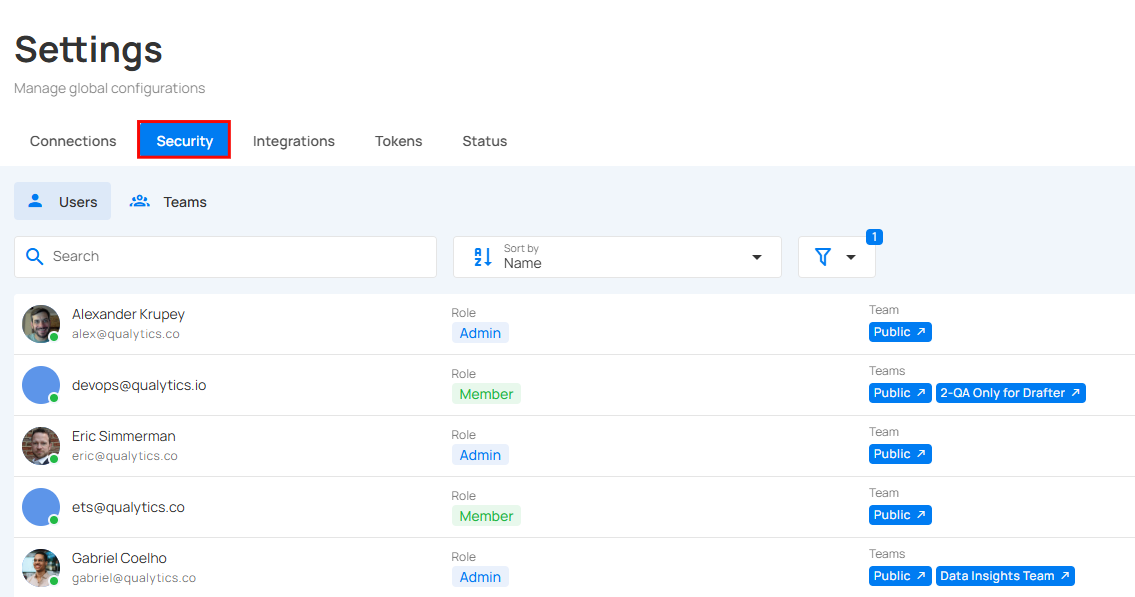 Settings
Manage global configurations
Connections Security Integrations Tokens Status
Users Teams
1
Search
Sort by
Name
Alexander Krupey
alex@qualytics.co
Role
Admin
Team
Public
devops@qualytics.io
Role
Member
Teams
Public 2-QA Only for Drafter
Eric Simmerman
eric@qualytics.co
Role
Admin
Team
Public
ets@qualytics.co
Role
Member
Team
Public
Gabriel Coelho
gabriel@qualytics.co
Role
Admin
Teams
Public Data Insights Team